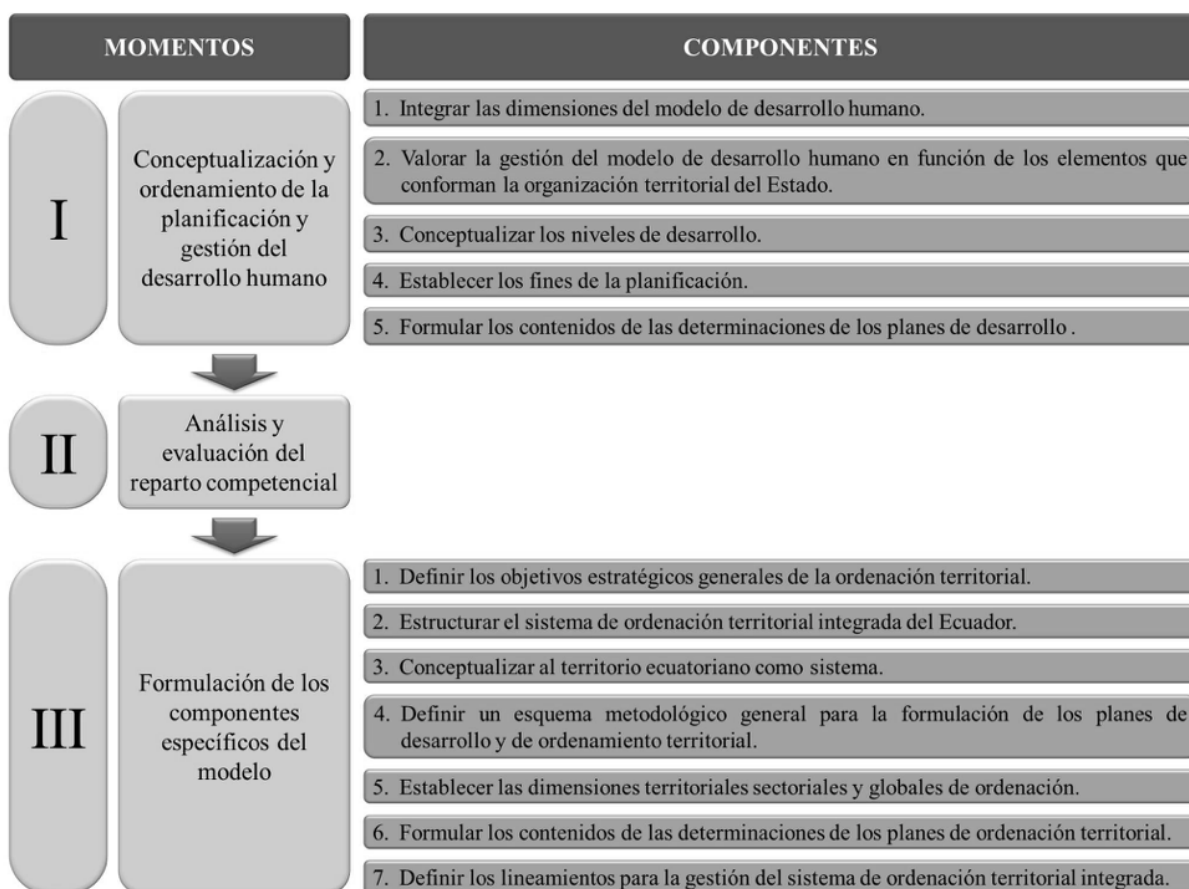 MOMENTOS
COMPONENTES
I
Conceptualización y
ordenamiento de la
planificación y
gestión del
desarrollo humano
1. Integrar las dimensiones del modelo de desarrollo humano.
2. Valorar la gestión del modelo de desarrollo humano en función de los elementos que
conforman la organización territorial del Estado.
3. Conceptualizar los niveles de desarrollo.
4. Establecer los fines de la planificación.
5. Formular los contenidos de las determinaciones de los planes de desarrollo .
II
Análisis y
evaluación del
reparto competencial
III
Formulación de los
componentes
específicos del
modelo
1. Definir los objetivos estratégicos generales de la ordenación territorial.
2. Estructurar el sistema de ordenación territorial integrada del Ecuador.
3. Conceptualizar al territorio ecuatoriano como sistema.
4. Definir un esquema metodológico general para la formulación de los planes de
desarrollo y de ordenamiento territorial.
5. Establecer las dimensiones territoriales sectoriales y globales de ordenación.
6. Formular los contenidos de las determinaciones de los planes de ordenación territorial.
7. Definir los lineamientos para la gestión del sistema de ordenación territorial integrada.